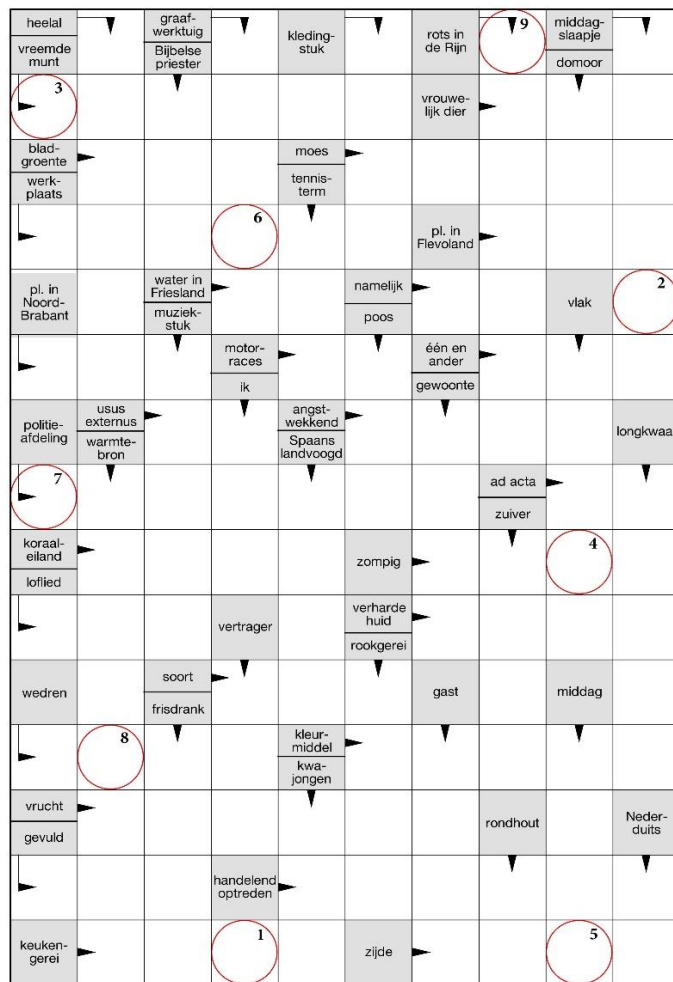 heelal
vreemde
munt
graaf-
werktuig
Bijbelse
priester
kleding-
stuk
rots in
de Rijn
9
middag-
slaapje
domoor
3
vrouwe-
lijk dier
blad-
groente
werk-
plaats
moes
tennis-
term
6
pl. in
Flevoland
pl. in
Noord-
Brabant
water in
Friesland
muziek-
stuk
namelijk
poos
vlak
2
motor-
races
ik
één en
ander
gewoonte
politie-
afdeling
usus
externus
warmte-
bron
angst-
wekkend
Spaans
landvoogd
longkwaal
7
ad acta
zuiver
koraal-
eiland
loflied
zompig
4
vertrager
verharde
huid
rookgerei
wedren
soort
frisdrank
gast
middag
8
kleur-
middel
kwa-
jongen
vrucht
gevuld
rondhout
Neder-
duits
handelend
optreden
keuken-
gerei
1
zijde
5